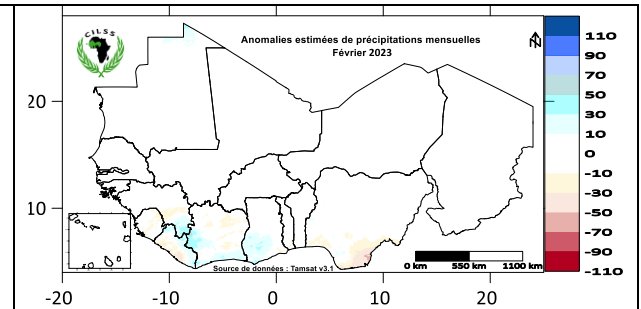 CILSS
Anomalies estimées de précipitations mensuelles
Février 2023
N
20
10
110
90
70
50
30
10
0
-10
-30
-50
-70
-90
-110
0 km 550 km 1100 km
Source de données : Tamsat v3.1
-20 -10 0 10 20